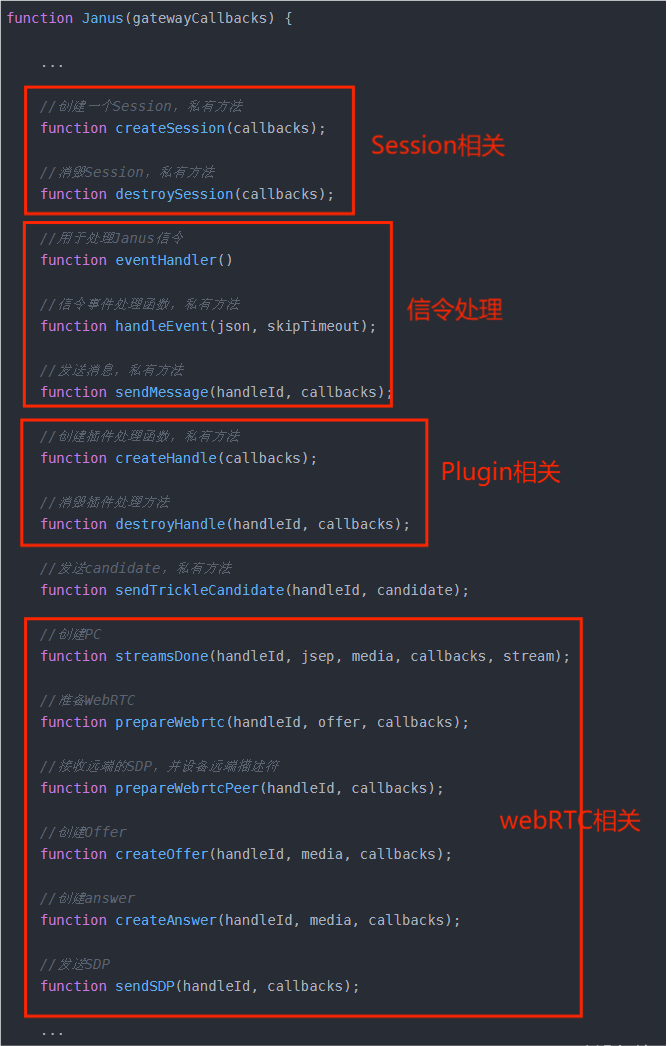 function Janus(gatewayCallbacks) {
...
//创建一个Session，私有方法
function createSession(callbacks);
Session相关
//消毁Session，私有方法
function destroySession(callbacks);
//用于处理Janus信令
function eventHandler()
信令处理
//信令事件处理函数，私有方法
function handleEvent(json, skipTimeout);
//发送消息，私有方法
function sendMessage(handleId, callbacks);
//创建插件处理函数，私有方法
function createHandle(callbacks);
Plugin相关
//消毁插件处理方法
function destroyHandle(handleId, callbacks);
//发送candidate，私有方法
function sendTrickleCandidate(handleId, candidate);
//创建PC
function streamsDone(handleId, jsep, media, callbacks, stream);
//准备WebRTC
function prepareWebrtc(handleId, offer, callbacks);
//接收远端的SDP，并设备远端描述符
function prepareWebrtcPeer(handleId, callbacks);
webRTC相关
//创建Offer
function createOffer(handleId, media, callbacks);
//创建answer
function createAnswer(handleId, media, callbacks);
//发送SDP
function sendSDP(handleId, callbacks);
...